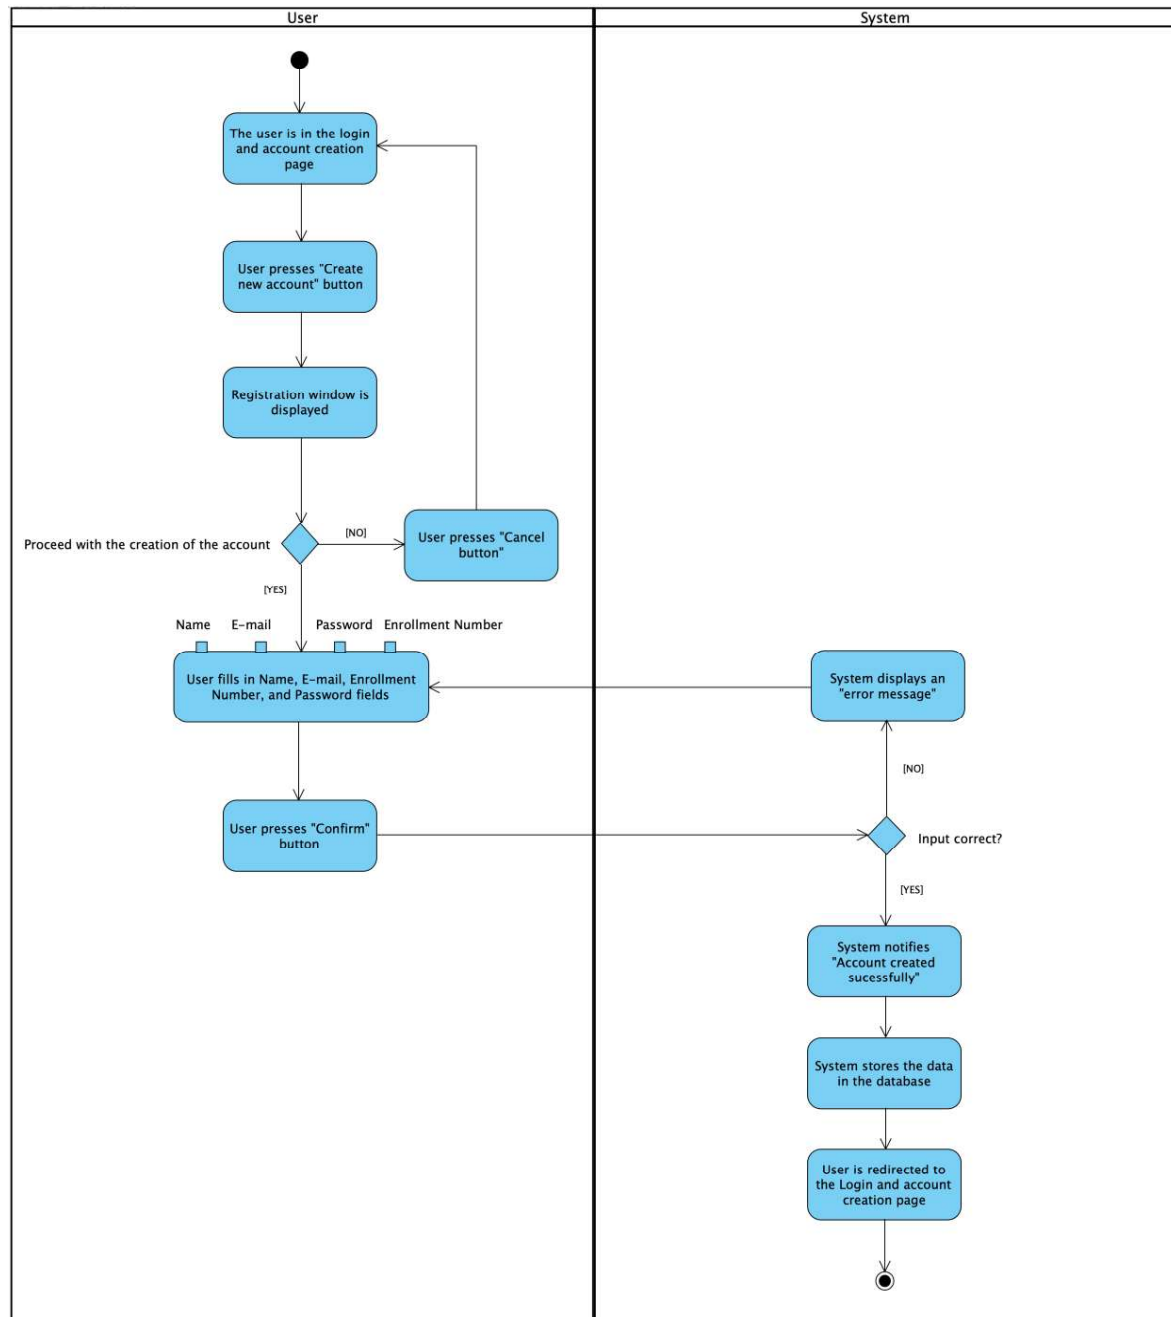 User
System
The user is in the login
and account creation
page
User presses "Create
new account" button
Registration window is
displayed
Proceed with the creation of the account
[NO]
User presses "Cancel
button"
[YES]
Name
E-mail
Password
Enrollment Number
User fills in Name, E-mail, Enrollment
Number, and Password fields
System displays an
"error message"
[NO]
User presses "Confirm"
button
Input correct?
[YES]
System notifies
"Account created
sucessfully"
System stores the data
in the database
User is redirected to
the Login and account
creation page